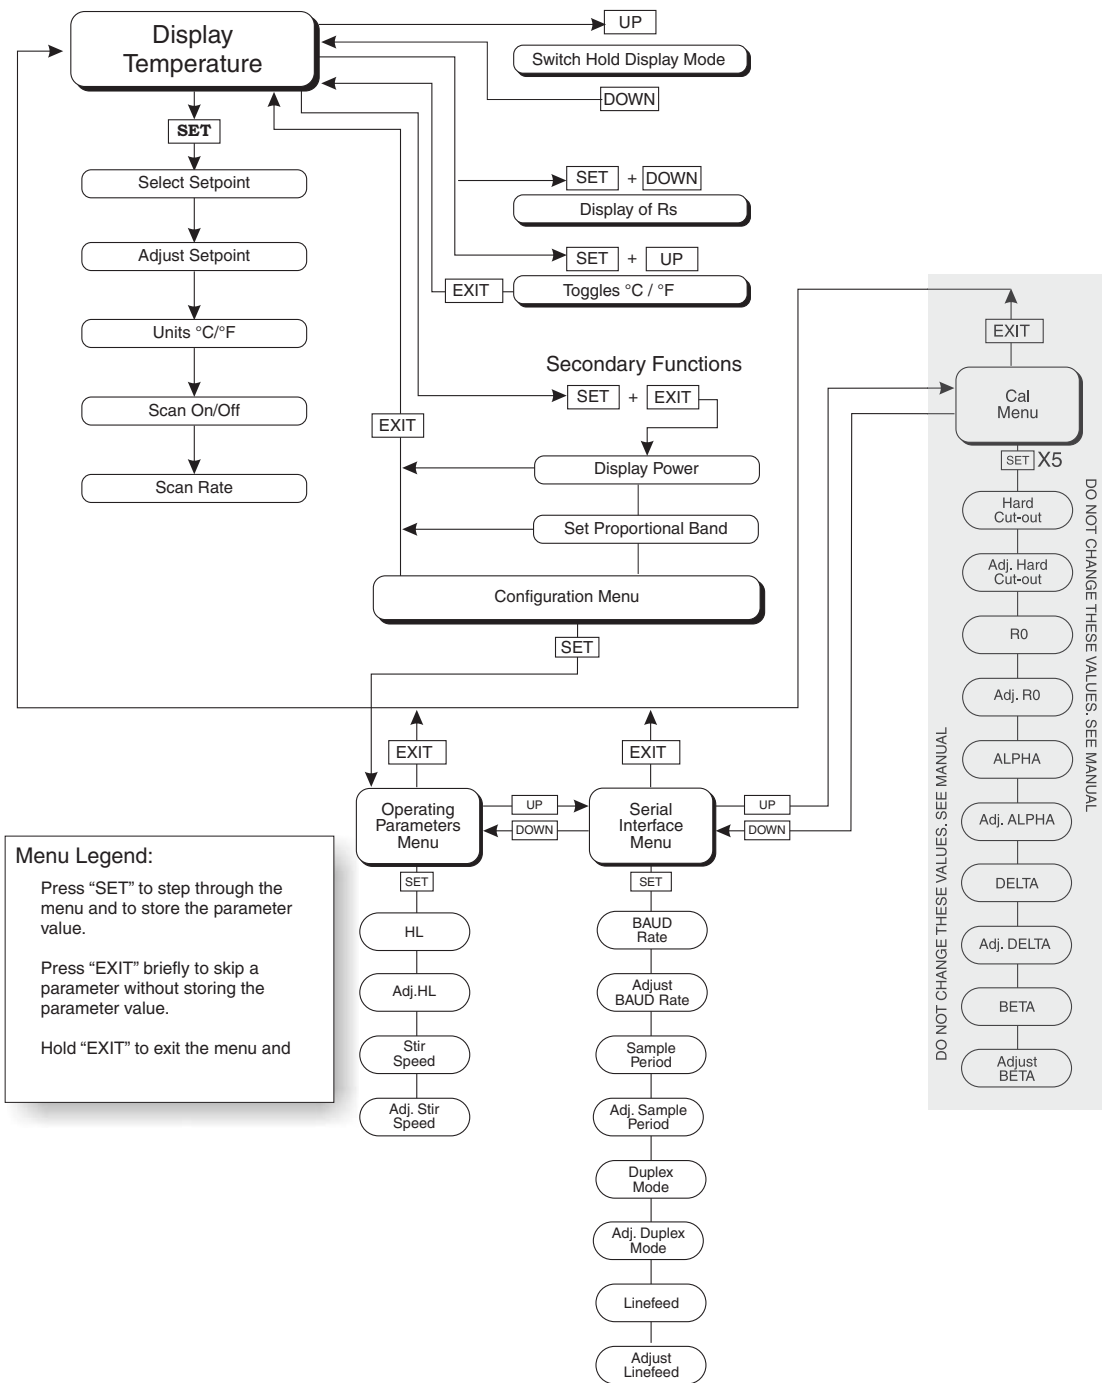 Display
Temperature
UP
Switch Hold Display Mode
DOWN
SET
Select Setpoint
Adjust Setpoint
Units °C/°F
Scan On/Off
Scan Rate
SET + DOWN
Display of Rs
SET + UP
EXIT
Toggles °C / °F
Secondary Functions
SET + EXIT
EXIT
Display Power
Set Proportional Band
Configuration Menu
SET
EXIT
Cal
Menu
SET X5
Hard
Cut-out
Adj. Hard
Cut-out
R0
Adj. R0
ALPHA
Adj. ALPHA
DELTA
Adj. DELTA
BETA
Adjust
BETA
DO NOT CHANGE THESE VALUES. SEE MANUAL
DO NOT CHANGE THESE VALUES. SEE MANUAL
EXIT
Operating
Parameters
Menu
UP
DOWN
SET
HL
Adj.HL
Stir
Speed
Adj. Stir
Speed
EXIT
Serial
Interface
Menu
UP
DOWN
SET
BAUD
Rate
Adjust
BAUD Rate
Sample
Period
Adj. Sample
Period
Duplex
Mode
Adj. Duplex
Mode
Linefeed
Adjust
Linefeed
Menu Legend:
Press “SET” to step through the
menu and to store the parameter
value.
Press “EXIT” briefly to skip a
parameter without storing the
parameter value.
Hold “EXIT” to exit the menu and